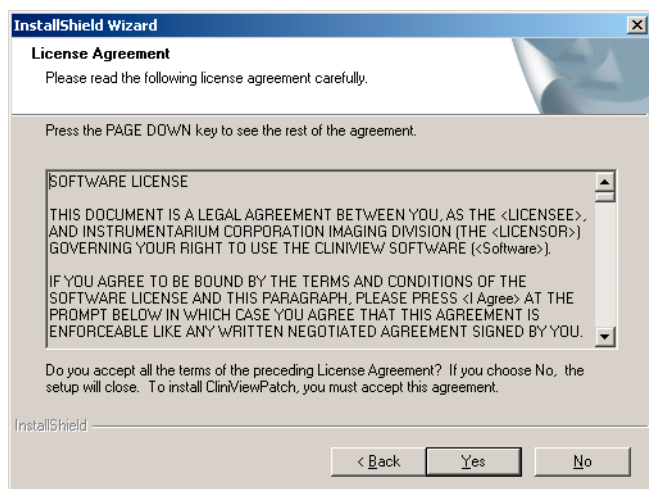 InstallShield Wizard
License Agreement
Please read the following license agreement carefully.
Press the PAGE DOWN key to see the rest of the agreement.
SOFTWARE LICENSE
THIS DOCUMENT IS A LEGAL AGREEMENT BETWEEN YOU, AS THE <LICENSEE>,
AND INSTRUMENTARIUM CORPORATION IMAGING DIVISION (THE <LICENSOR>)
GOVERNING YOUR RIGHT TO USE THE CLINIVIEW SOFTWARE (<Software>).
IF YOU AGREE TO BE BOUND BY THE TERMS AND CONDITIONS OF THE
SOFTWARE LICENSE AND THIS PARAGRAPH, PLEASE PRESS <I Agree> AT THE
PROMPT BELOW IN WHICH CASE YOU AGREE THAT THIS AGREEMENT IS
ENFORCEABLE LIKE ANY WRITTEN NEGOTIATED AGREEMENT SIGNED BY YOU.
Do you accept all the terms of the preceding License Agreement? If you choose No, the
setup will close. To install CliniViewPatch, you must accept this agreement.
InstallShield
< Back Yes No